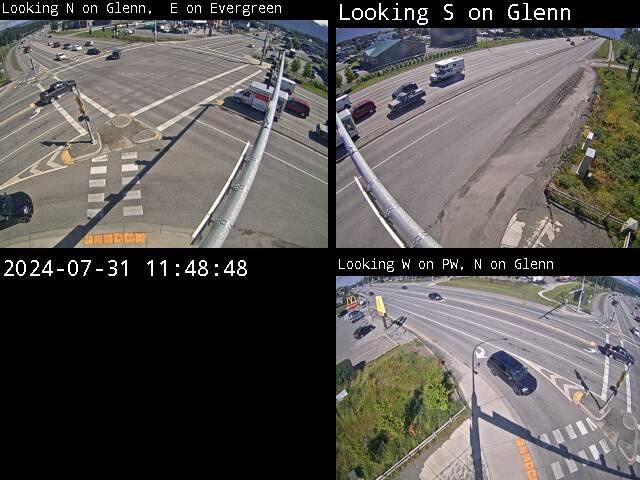 Looking N on Glenn, E on Evergreen
Looking S on Glenn
2024-07-31 11:48:48
Looking W on PW, N on Glenn